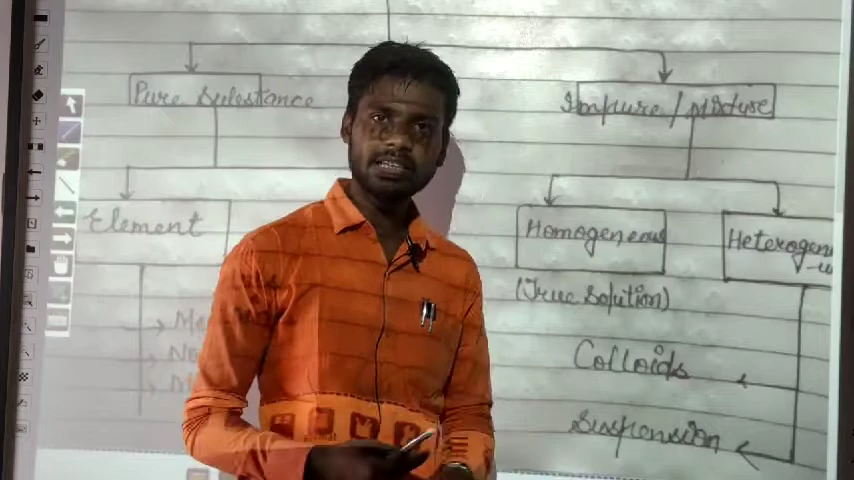 Pure Substance
Impure / Mixture
Element
Homogeneous
Heterogen
-u
(True Solution)
Colloids
Suspension